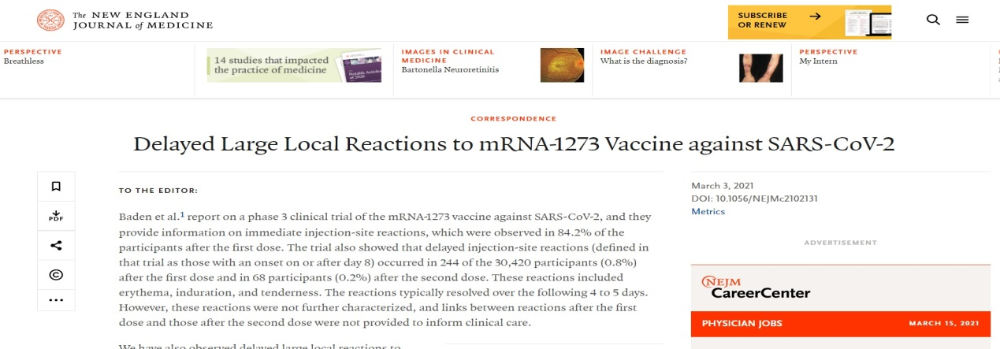 The NEW ENGLAND
JOURNAL of MEDICINE
SUBSCRIBE
OR RENEW
PERSPECTIVE
Breathless
14 studies that impacted
the practice of medicine
Notable Articles
of 2020
IMAGES IN CLINICAL
MEDICINE
Bartonella Neuroretinitis
IMAGE CHALLENGE
What is the diagnosis?
PERSPECTIVE
My Intern
CORRESPONDENCE
Delayed Large Local Reactions to mRNA-1273 Vaccine against SARS-CoV-2
PDF
TO THE EDITOR:
Baden et al.1 report on a phase 3 clinical trial of the mRNA-1273 vaccine against SARS-CoV-2, and they
provide information on immediate injection-site reactions, which were observed in 84.2% of the
participants after the first dose. The trial also showed that delayed injection-site reactions (defined in
that trial as those with an onset on or after day 8) occurred in 244 of the 30,420 participants (0.8%)
after the first dose and in 68 participants (0.2%) after the second dose. These reactions included
erythema, induration, and tenderness. The reactions typically resolved over the following 4 to 5 days.
However, these reactions were not further characterized, and links between reactions after the first
dose and those after the second dose were not provided to inform clinical care.
We have also observed delayed large local reactions to
March 3, 2021
DOI: 10.1056/NEJMc2102131
Metrics
ADVERTISEMENT
NEJM
CareerCenter
PHYSICIAN JOBS
MARCH 15, 2021